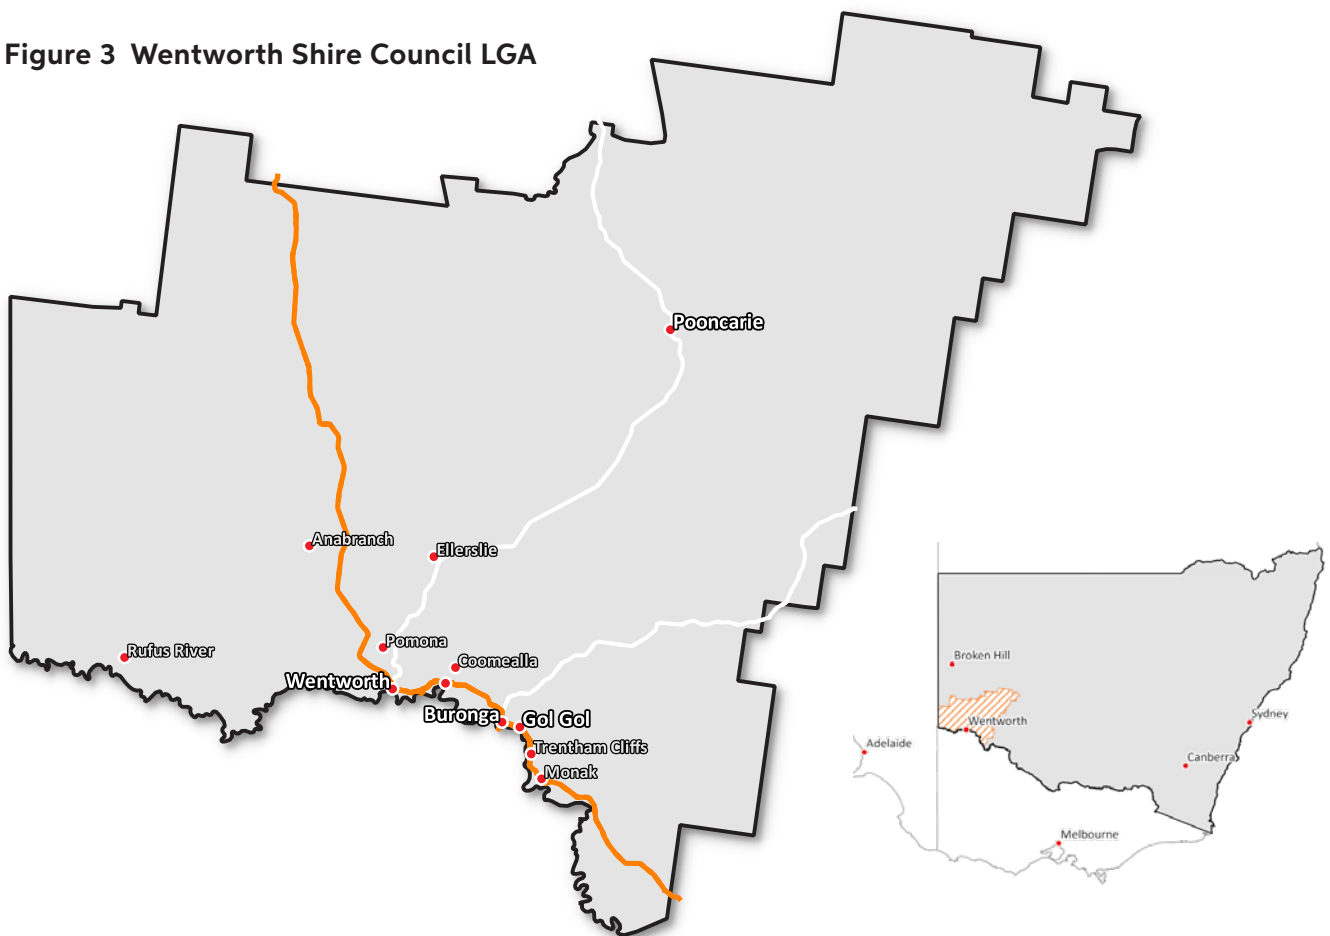 Figure 3 Wentworth Shire Council LGA
Pooncarie
Anabranch
Ellerslie
Pomona
Rufus River
Coomealla
Wentworth
Buronga
Gol Gol
Trentham Cliffs
Monak
Broken Hill
Wentworth
Sydney
Adelaide
Canberra
Melbourne